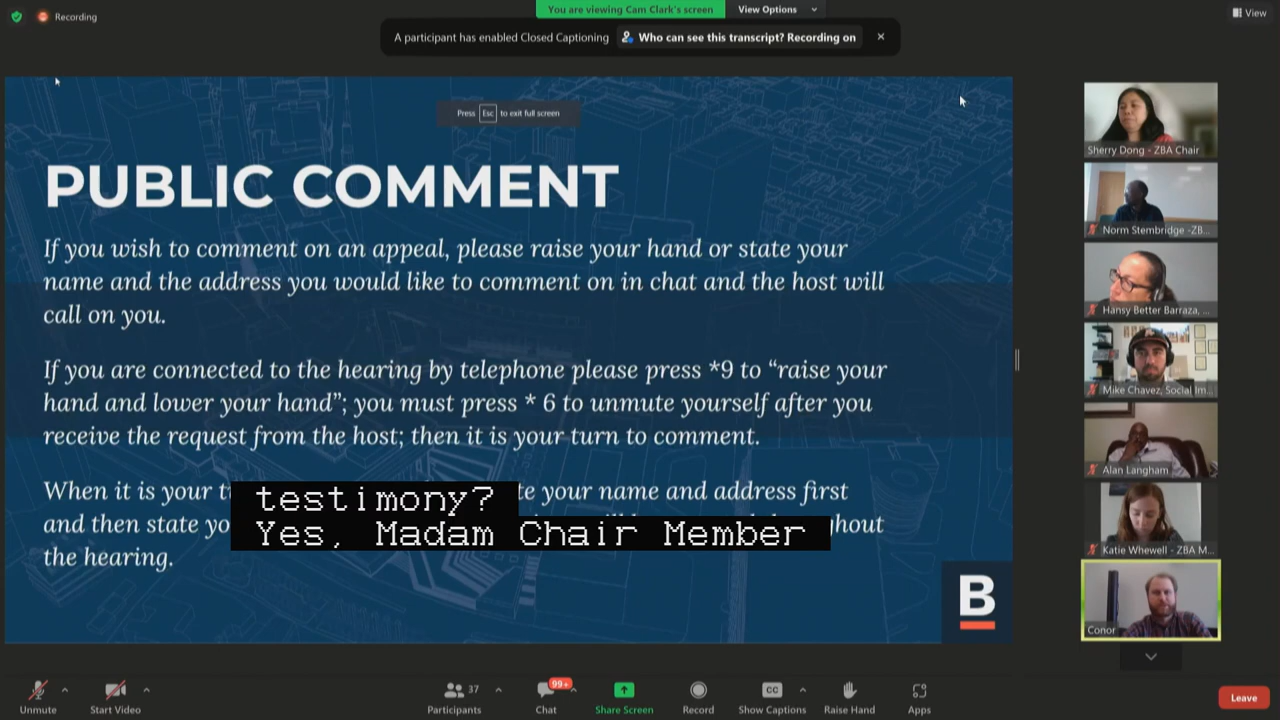 Recording
You are viewing Cam Clark's screen
View Options
View
A participant has enabled Closed Captioning
Who can see this transcript? Recording on
Press Esc to exit full screen
PUBLIC COMMENT
If you wish to comment on an appeal, please raise your hand or state your
name and the address you would like to comment on in chat and the host will
call on you.
If you are connected to the hearing by telephone please press *9 to “raise your
hand and lower your hand”; you must press * 6 to unmute yourself after you
receive the request from the host; then it is your turn to comment.
When it is your your name and address first
and then state
the hearing.
testimony?
Yes, Madam Chair Member
B
Sherry Dong - ZBA Chair
Norm Stembridge -ZB...
Hansy Better Barraza, ...
Mike Chavez, Social Im...
Alan Langham
Katie Whewell - ZBA M...
Conor
Unmute
Start Video
Participants
37
Chat
99+
Share Screen
Record
CC
Show Captions
Raise Hand
Apps
Leave